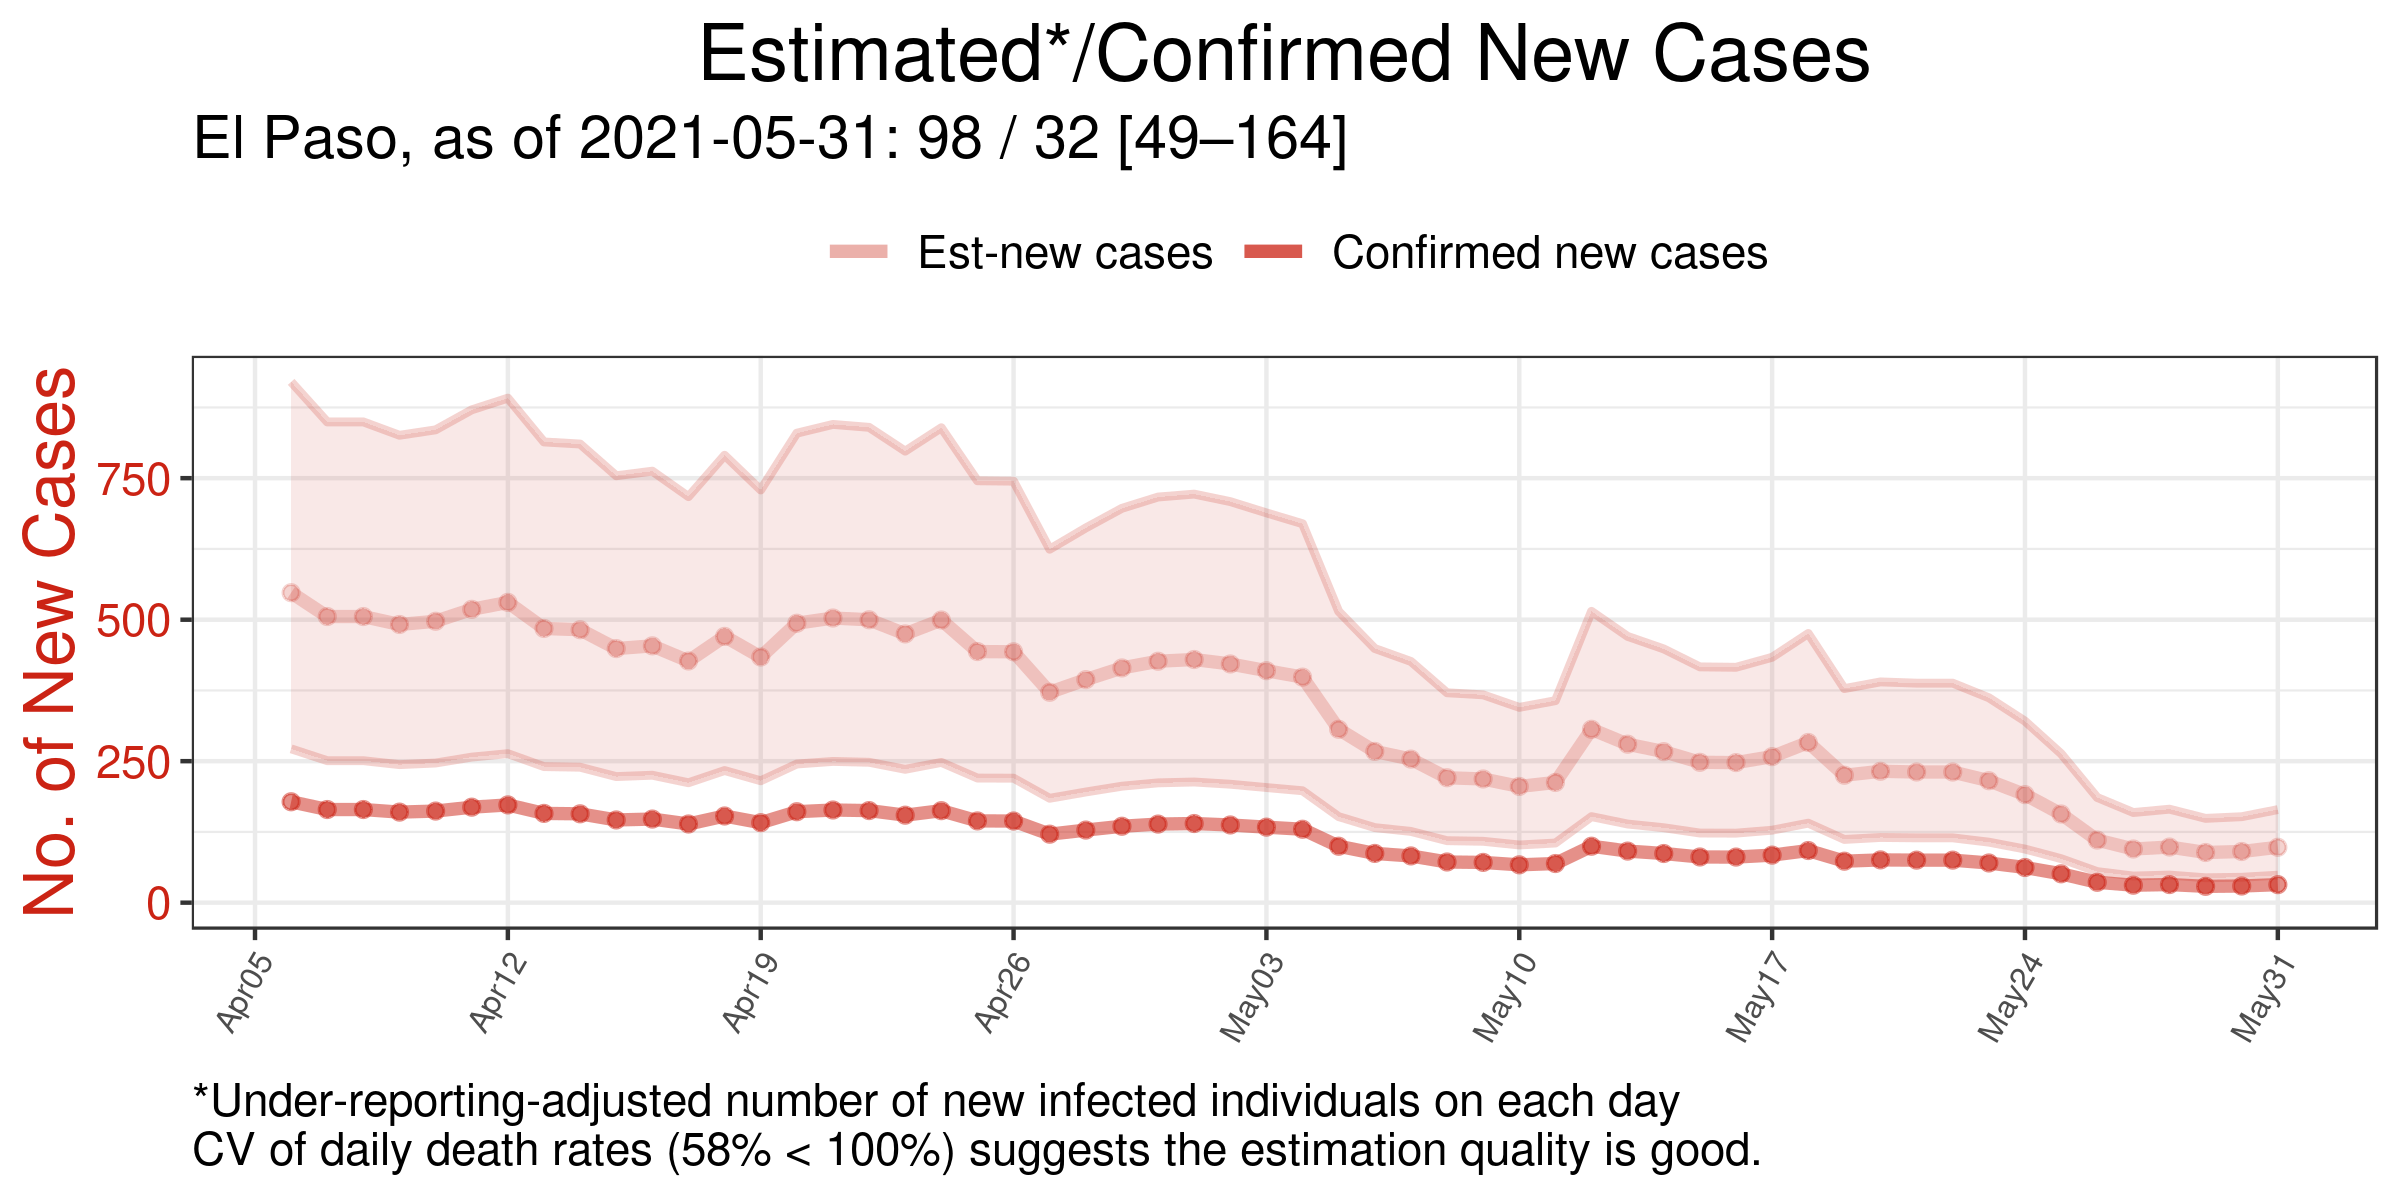 Estimated*/Confirmed New Cases
El Paso, as of 2021-05-31: 98 / 32 [49–164]
Est-new cases
Confirmed new cases
No. of New Cases
750
500
250
0
Apr05
Apr12
Apr19
Apr26
May03
May10
May17
May24
May31
*Under-reporting-adjusted number of new infected individuals on each day
CV of daily death rates (58% < 100%) suggests the estimation quality is good.